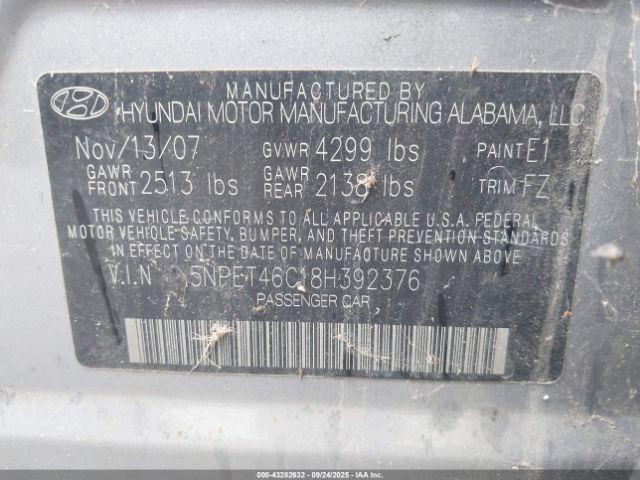 MANUFACTURED BY
HYUNDAI MOTOR MANUFACTURING ALABAMA, LLC
Nov/13/07 GVWR 4299 lbs PAINT E1
GAWR FRONT 2513 lbs GAWR REAR 2138 lbs TRIM FZ
THIS VEHICLE CONFORMS TO ALL APPLICABLE U.S.A. FEDERAL
MOTOR VEHICLE SAFETY, BUMPER, AND THEFT PREVENTION STANDARDS
IN EFFECT ON THE DATE OF MANUFACTURE SHOWN ABOVE
V.I.N 5NPET46C18H392376
PASSENGER CAR
000-43282632 - 09/24/2025 - IAAI.COM